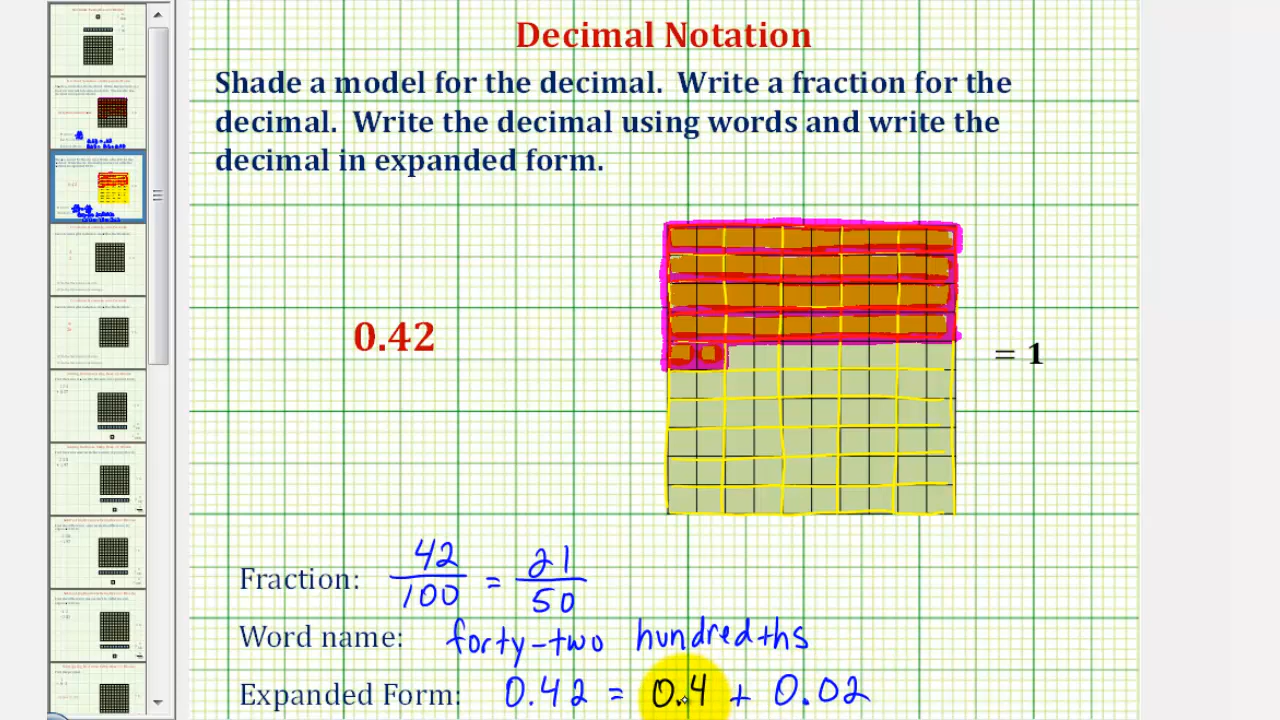 Decimal Notation
Shade a model for the decimal. Write a fraction for the
decimal. Write the decimal using words and write the
decimal in expanded form.
0.42
= 1
Fraction: 42/100 = 21/50
Word name: forty-two hundredths
Expanded Form: 0.42 = 0.4 + 0.02